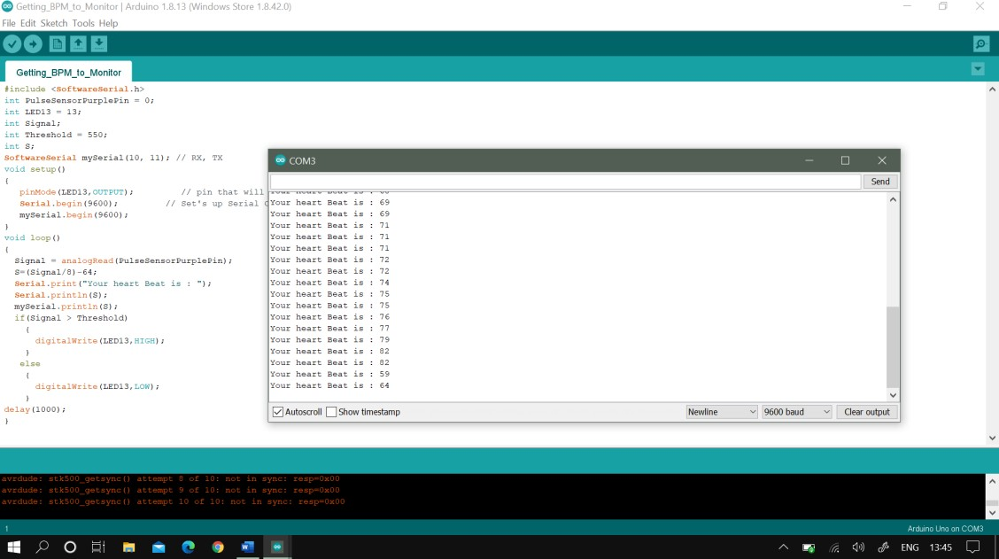 Getting_BPM_to_Monitor | Arduino 1.8.13 (Windows Store 1.8.42.0)
File Edit Sketch Tools Help
Getting_BPM_to_Monitor
#include <SoftwareSerial.h>
int PulseSensorPurplePin = 0;
int LED13 = 13;
int Signal;
int Threshold = 550;
int S;
SoftwareSerial mySerial(10, 11); // RX, TX
void setup()
{
pinMode(LED13,OUTPUT); // pin that will
Serial.begin(9600); // Set's up Serial
mySerial.begin(9600);
}
void loop()
{
Signal = analogRead(PulseSensorPurplePin);
S=(Signal/8)-64;
Serial.print("Your heart Beat is : ");
Serial.println(S);
mySerial.println(S);
if(Signal > Threshold)
{
digitalWrite(LED13,HIGH);
}
else
{
digitalWrite(LED13,LOW);
}
delay(1000);
}
COM3
Send
Your heart Beat is :
Your heart Beat is : 69
Your heart Beat is : 69
Your heart Beat is : 71
Your heart Beat is : 71
Your heart Beat is : 71
Your heart Beat is : 72
Your heart Beat is : 72
Your heart Beat is : 74
Your heart Beat is : 75
Your heart Beat is : 75
Your heart Beat is : 76
Your heart Beat is : 77
Your heart Beat is : 79
Your heart Beat is : 82
Your heart Beat is : 82
Your heart Beat is : 59
Your heart Beat is : 64
Autoscroll Show timestamp Newline 9600 baud Clear output
avrdude: stk500_getsync() attempt 8 of 10: not in sync: resp=0x00
avrdude: stk500_getsync() attempt 9 of 10: not in sync: resp=0x00
avrdude: stk500_getsync() attempt 10 of 10: not in sync: resp=0x00
1 Arduino Uno on COM3
ENG 13:45